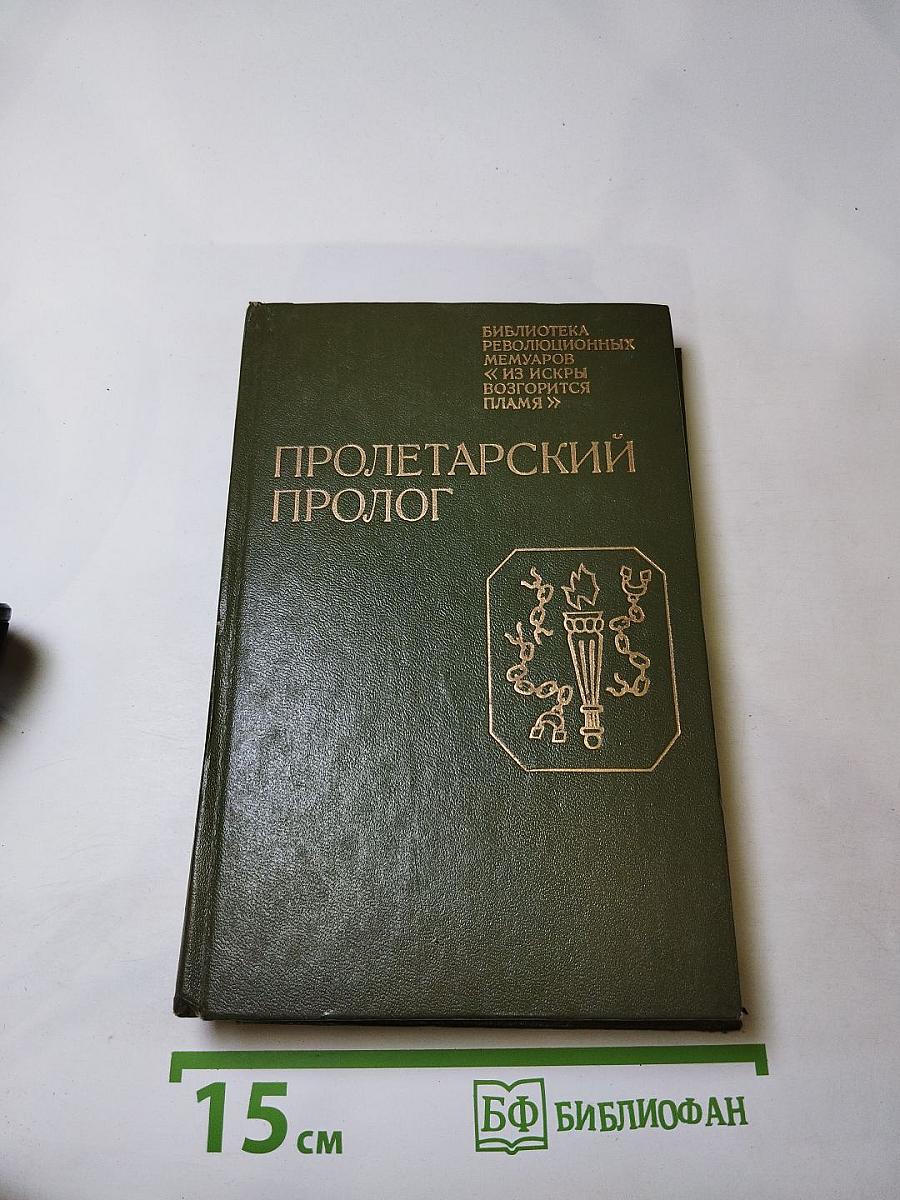 БИБЛИОТЕКА
РЕВОЛЮЦИОННЫХ
МЕМУАРОВ
« ИЗ ИСКРЫ
ВОЗГОРИТСЯ
ПЛАМЯ »
ПРОЛЕТАРСКИЙ
ПРОЛОГ
15 см
БФ БИБЛИОФАН